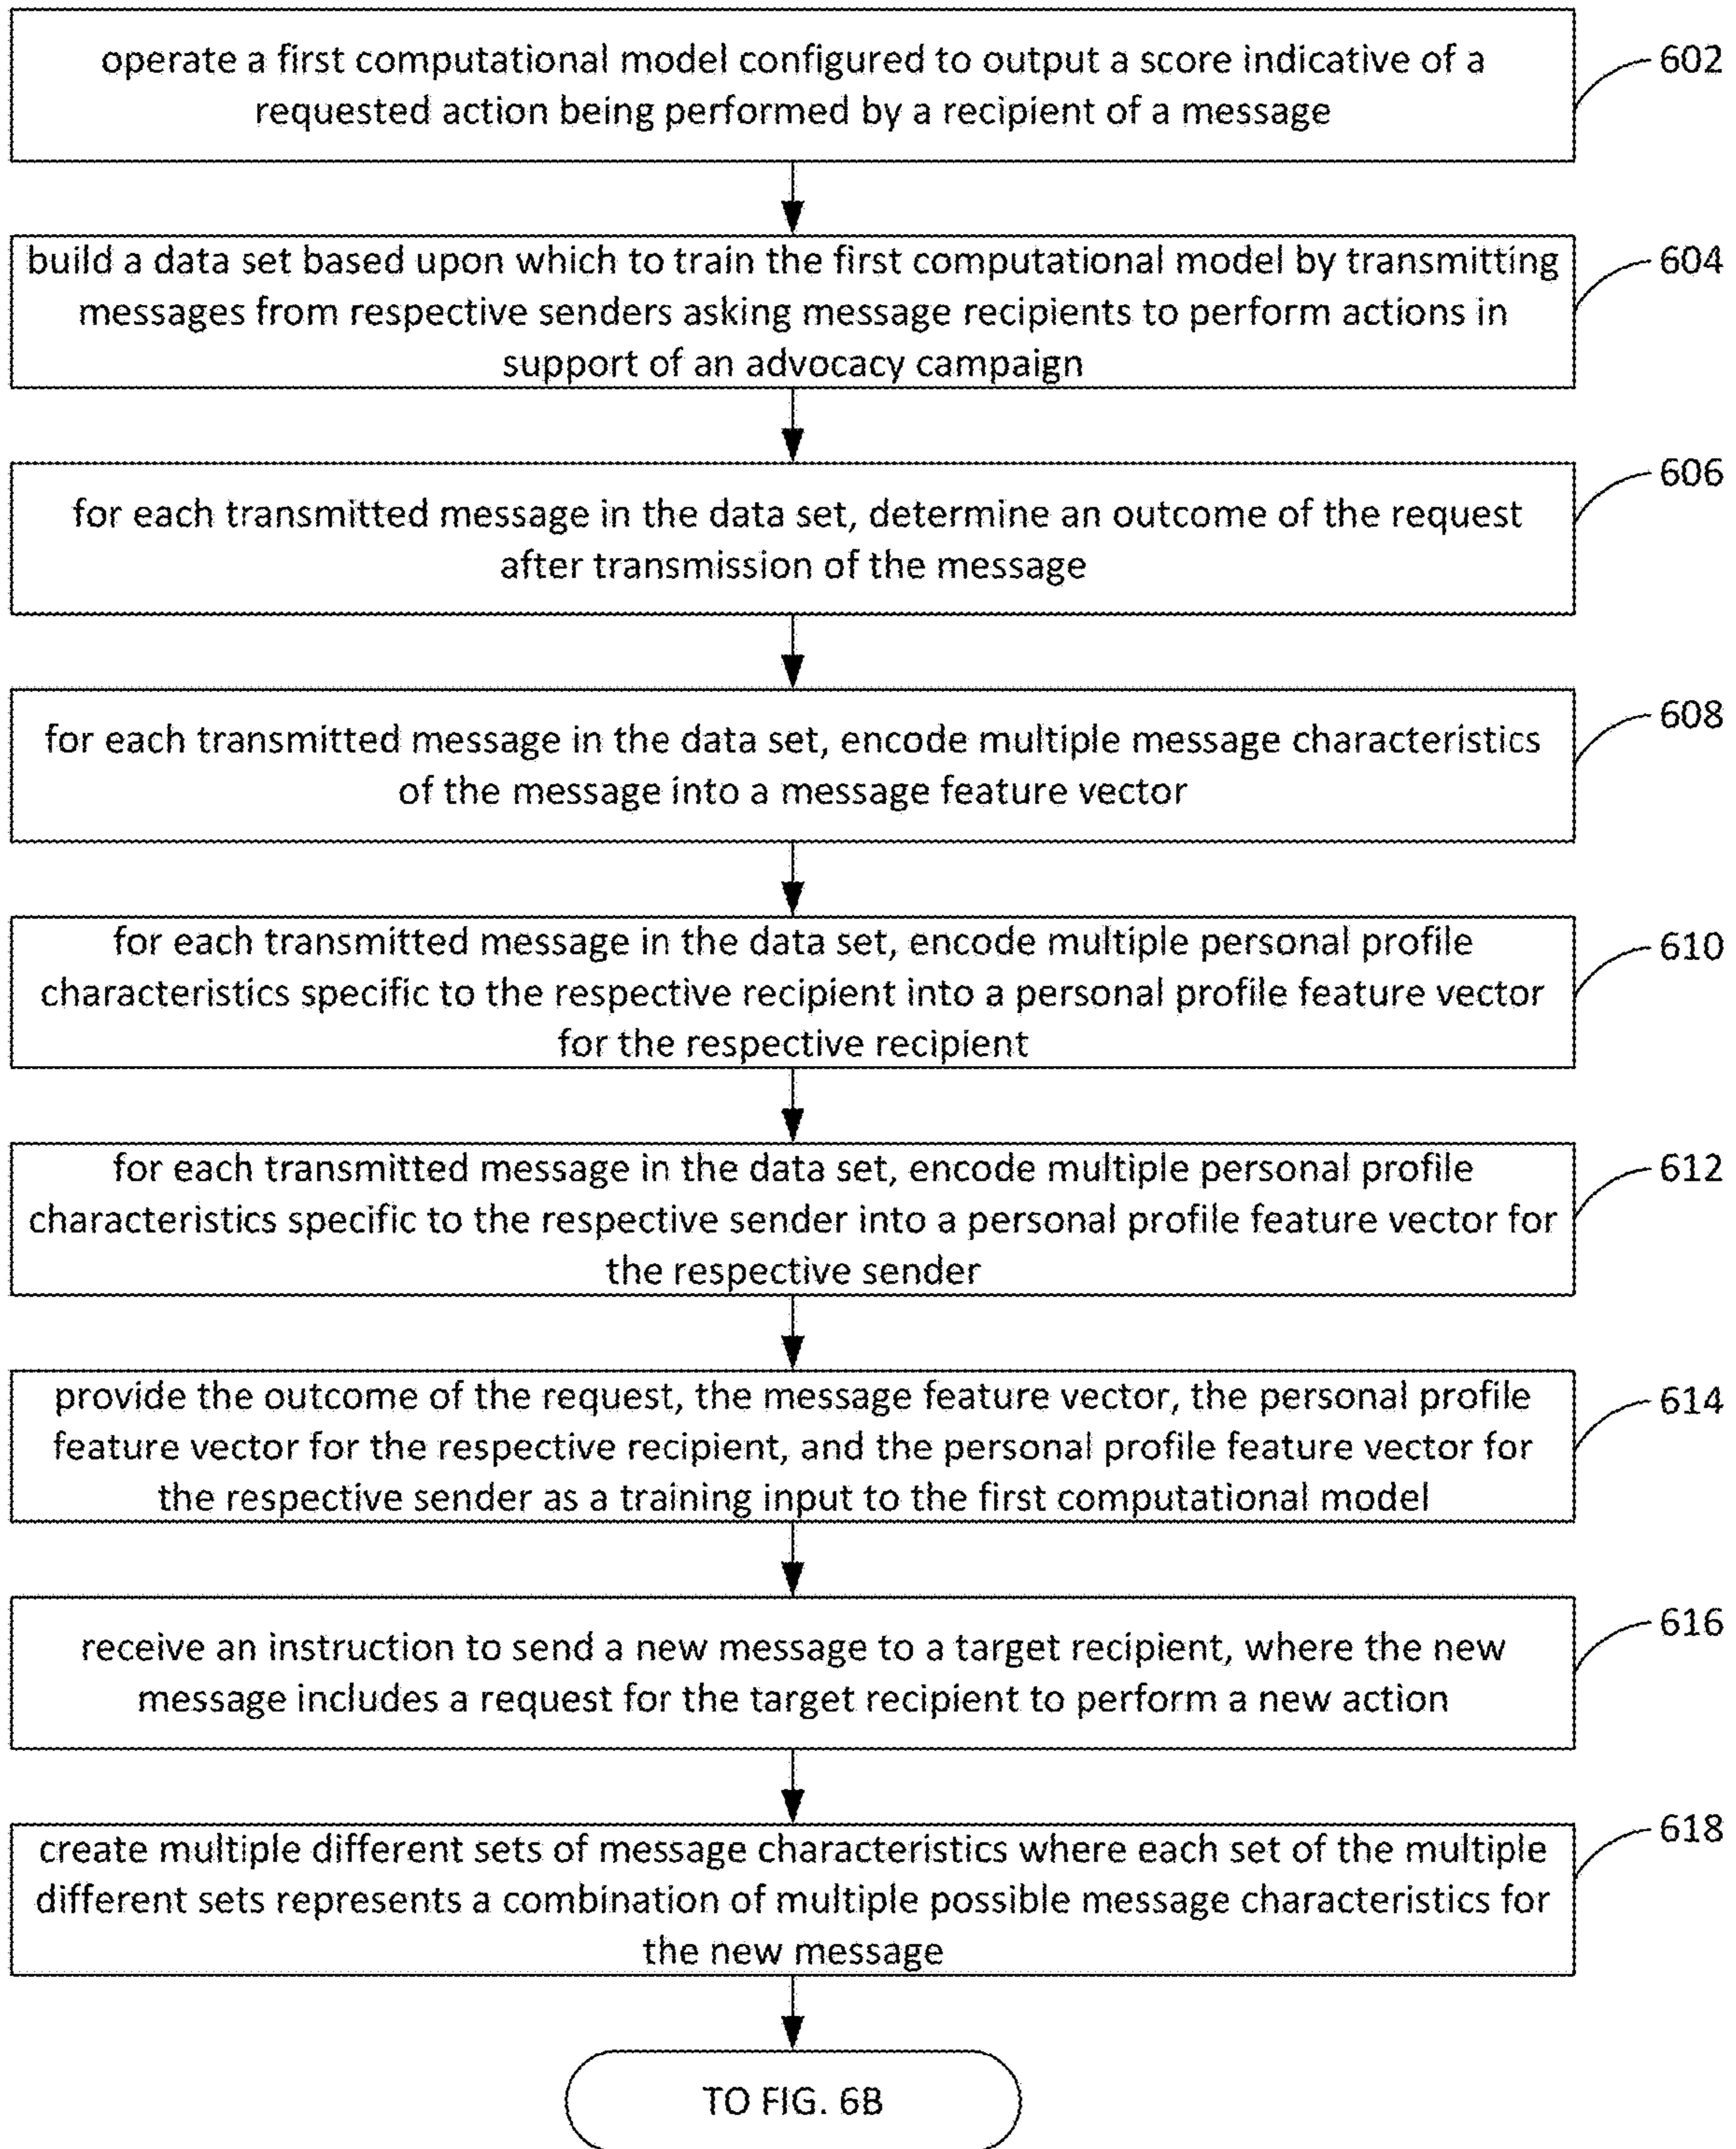 operate a first computational model configured to output a score indicative of a
requested action being performed by a recipient of a message
602
build a data set based upon which to train the first computational model by transmitting
messages from respective senders asking message recipients to perform actions in
support of an advocacy campaign
604
for each transmitted message in the data set, determine an outcome of the request
after transmission of the message
606
for each transmitted message in the data set, encode multiple message characteristics
of the message into a message feature vector
608
for each transmitted message in the data set, encode multiple personal profile
characteristics specific to the respective recipient into a personal profile feature vector
for the respective recipient
610
for each transmitted message in the data set, encode multiple personal profile
characteristics specific to the respective sender into a personal profile feature vector for
the respective sender
612
provide the outcome of the request, the message feature vector, the personal profile
feature vector for the respective recipient, and the personal profile feature vector for
the respective sender as a training input to the first computational model
614
receive an instruction to send a new message to a target recipient, where the new
message includes a request for the target recipient to perform a new action
616
create multiple different sets of message characteristics where each set of the multiple
different sets represents a combination of multiple possible message characteristics for
the new message
618
TO FIG. 6B